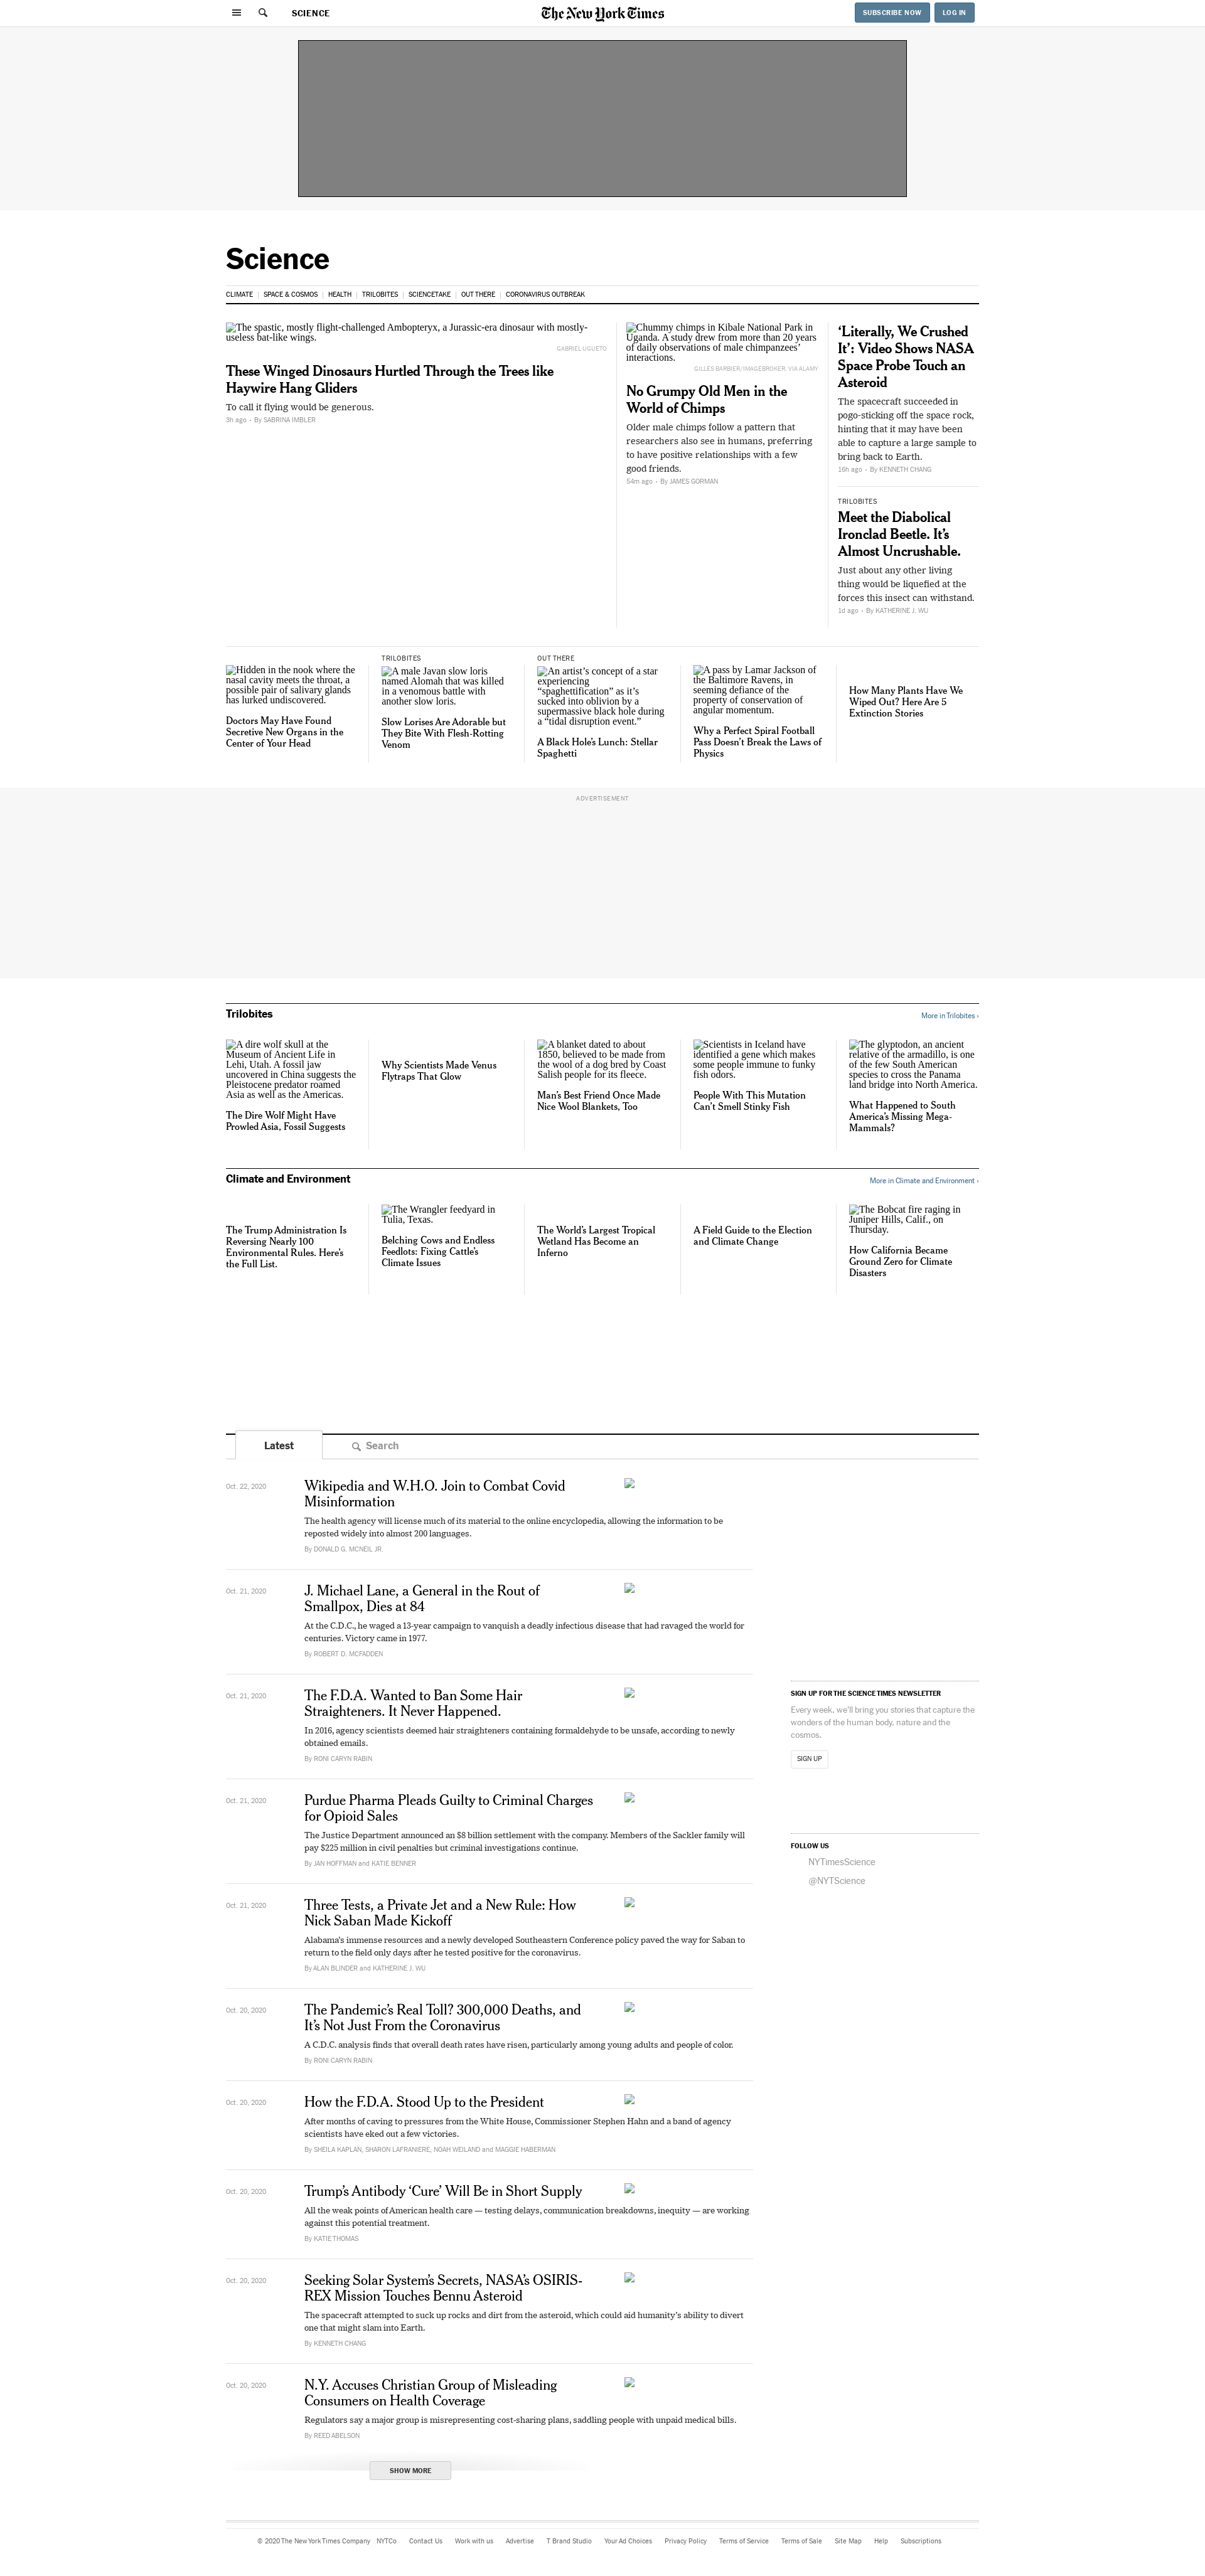 SCIENCE
The New York Times
SUBSCRIBE NOW
LOG IN
Science
CLIMATE
SPACE & COSMOS
HEALTH
TRILOBITES
SCIENCETAKE
OUT THERE
CORONAVIRUS OUTBREAK
The spastic, mostly flight-challenged Ambopteryx, a Jurassic-era dinosaur with mostly-
useless bat-like wings.
GABRIEL UGUETO
These Winged Dinosaurs Hurtled Through the Trees like
Haywire Hang Gliders
To call it flying would be generous.
3h ago • By SABRINA IMBLER
Chummy chimps in Kibale National Park in
Uganda. A study drew from more than 20 years
of daily observations of male chimpanzees'
interactions.
GILLES BARBIER/IMAGEBROKER, VIA ALAMY
No Grumpy Old Men in the
World of Chimps
Older male chimps follow a pattern that
researchers also see in humans, preferring
to have positive relationships with a few
good friends.
54m ago • By JAMES GORMAN
‘Literally, We Crushed
It’: Video Shows NASA
Space Probe Touch an
Asteroid
The spacecraft succeeded in
pogo-sticking off the space rock,
hinting that it may have been
able to capture a large sample to
bring back to Earth.
16h ago • By KENNETH CHANG
TRILOBITES
Meet the Diabolical
Ironclad Beetle. It’s
Almost Uncrushable.
Just about any other living
thing would be liquefied at the
forces this insect can withstand.
1d ago • By KATHERINE J. WU
Hidden in the nook where the
nasal cavity meets the throat, a
possible pair of salivary glands
has lurked undiscovered.
Doctors May Have Found
Secretive New Organs in the
Center of Your Head
TRILOBITES
A male Javan slow loris
named Alomah that was killed
in a venomous battle with
another slow loris.
Slow Lorises Are Adorable but
They Bite With Flesh-Rotting
Venom
OUT THERE
An artist’s concept of a star
experiencing
“spaghettification” as it’s
sucked into oblivion by a
supermassive black hole during
a “tidal disruption event.”
A Black Hole’s Lunch: Stellar
Spaghetti
A pass by Lamar Jackson of
the Baltimore Ravens, in
seeming defiance of the
property of conservation of
angular momentum.
Why a Perfect Spiral Football
Pass Doesn’t Break the Laws of
Physics
How Many Plants Have We
Wiped Out? Here Are 5
Extinction Stories
ADVERTISEMENT
Trilobites
More in Trilobites ›
A dire wolf skull at the
Museum of Ancient Life in
Lehi, Utah. A fossil jaw
uncovered in China suggests the
Pleistocene predator roamed
Asia as well as the Americas.
The Dire Wolf Might Have
Prowled Asia, Fossil Suggests
Why Scientists Made Venus
Flytraps That Glow
A blanket dated to about
1850, believed to be made from
the wool of a dog bred by Coast
Salish people for its fleece.
Man’s Best Friend Once Made
Nice Wool Blankets, Too
Scientists in Iceland have
identified a gene which makes
some people immune to funky
fish odors.
People With This Mutation
Can’t Smell Stinky Fish
The glyptodon, an ancient
relative of the armadillo, is one
of the few South American
species to cross the Panama
land bridge into North America.
What Happened to South
America’s Missing Mega-
Mammals?
Climate and Environment
More in Climate and Environment ›
The Trump Administration Is
Reversing Nearly 100
Environmental Rules. Here’s
the Full List.
The Wrangler feedyard in
Tulia, Texas.
Belching Cows and Endless
Feedlots: Fixing Cattle’s
Climate Issues
The World’s Largest Tropical
Wetland Has Become an
Inferno
A Field Guide to the Election
and Climate Change
The Bobcat fire raging in
Juniper Hills, Calif., on
Thursday.
How California Became
Ground Zero for Climate
Disasters
Latest
Search
Oct. 22, 2020
Wikipedia and W.H.O. Join to Combat Covid
Misinformation
The health agency will license much of its material to the online encyclopedia, allowing the information to be
reposted widely into almost 200 languages.
By DONALD G. MCNEIL JR.
Oct. 21, 2020
J. Michael Lane, a General in the Rout of
Smallpox, Dies at 84
At the C.D.C., he waged a 13-year campaign to vanquish a deadly infectious disease that had ravaged the world for
centuries. Victory came in 1977.
By ROBERT D. MCFADDEN
Oct. 21, 2020
The F.D.A. Wanted to Ban Some Hair
Straighteners. It Never Happened.
In 2016, agency scientists deemed hair straighteners containing formaldehyde to be unsafe, according to newly
obtained emails.
By RONI CARYN RABIN
Oct. 21, 2020
Purdue Pharma Pleads Guilty to Criminal Charges
for Opioid Sales
The Justice Department announced an $8 billion settlement with the company. Members of the Sackler family will
pay $225 million in civil penalties but criminal investigations continue.
By JAN HOFFMAN and KATIE BENNER
Oct. 21, 2020
Three Tests, a Private Jet and a New Rule: How
Nick Saban Made Kickoff
Alabama’s immense resources and a newly developed Southeastern Conference policy paved the way for Saban to
return to the field only days after he tested positive for the coronavirus.
By ALAN BLINDER and KATHERINE J. WU
Oct. 20, 2020
The Pandemic’s Real Toll? 300,000 Deaths, and
It’s Not Just From the Coronavirus
A C.D.C. analysis finds that overall death rates have risen, particularly among young adults and people of color.
By RONI CARYN RABIN
Oct. 20, 2020
How the F.D.A. Stood Up to the President
After months of caving to pressures from the White House, Commissioner Stephen Hahn and a band of agency
scientists have eked out a few victories.
By SHEILA KAPLAN, SHARON LAFRANIERE, NOAH WEILAND and MAGGIE HABERMAN
Oct. 20, 2020
Trump’s Antibody ‘Cure’ Will Be in Short Supply
All the weak points of American health care — testing delays, communication breakdowns, inequity — are working
against this potential treatment.
By KATIE THOMAS
Oct. 20, 2020
Seeking Solar System’s Secrets, NASA’s OSIRIS-
REX Mission Touches Bennu Asteroid
The spacecraft attempted to suck up rocks and dirt from the asteroid, which could aid humanity’s ability to divert
one that might slam into Earth.
By KENNETH CHANG
Oct. 20, 2020
N.Y. Accuses Christian Group of Misleading
Consumers on Health Coverage
Regulators say a major group is misrepresenting cost-sharing plans, saddling people with unpaid medical bills.
By REED ABELSON
SHOW MORE
SIGN UP FOR THE SCIENCE TIMES NEWSLETTER
Every week, we'll bring you stories that capture the
wonders of the human body, nature and the
cosmos.
SIGN UP
FOLLOW US
NYTimesScience
@NYTScience
© 2020 The New York Times Company
NYTCo
Contact Us
Work with us
Advertise
T Brand Studio
Your Ad Choices
Privacy Policy
Terms of Service
Terms of Sale
Site Map
Help
Subscriptions